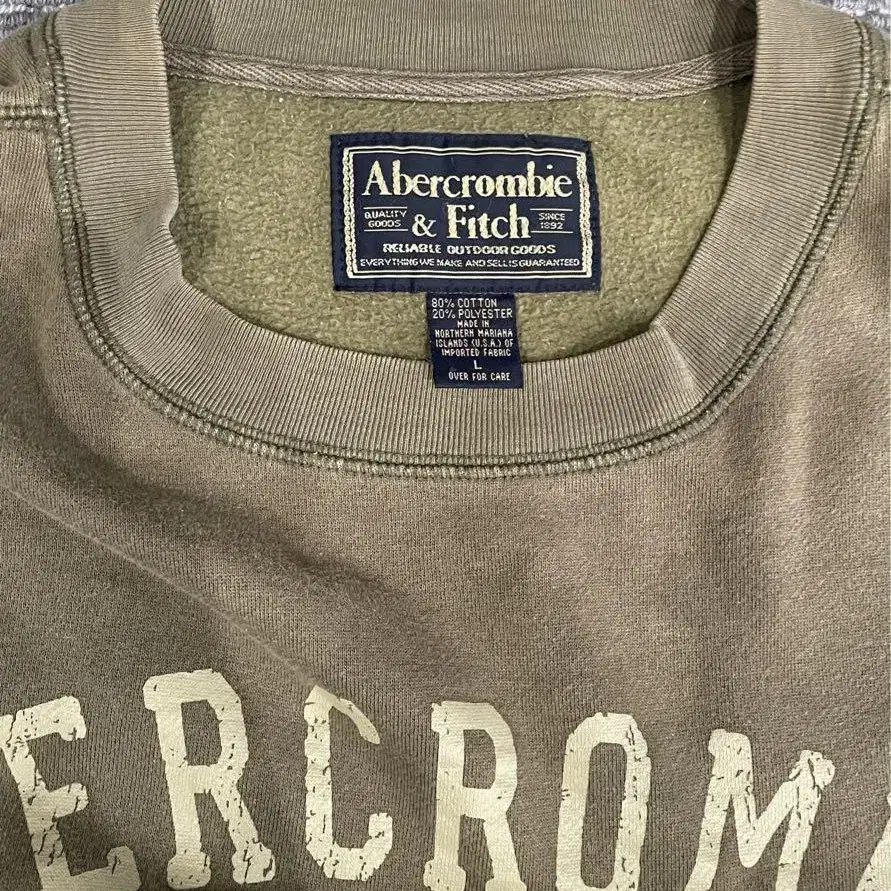 Abercrombie
QUALITY GOODS & Fitch SINCE 1892
RELIABLE OUTDOOR GOODS
EVERYTHING WE MAKE AND SELL IS GUARANTEED
80% COTTON
20% POLYESTER
MADE IN
NORTHERN MARIANA
ISLANDS (U.S.A.) OF
IMPORTED FABRIC
L
OVER FOR CARE
ERCROM